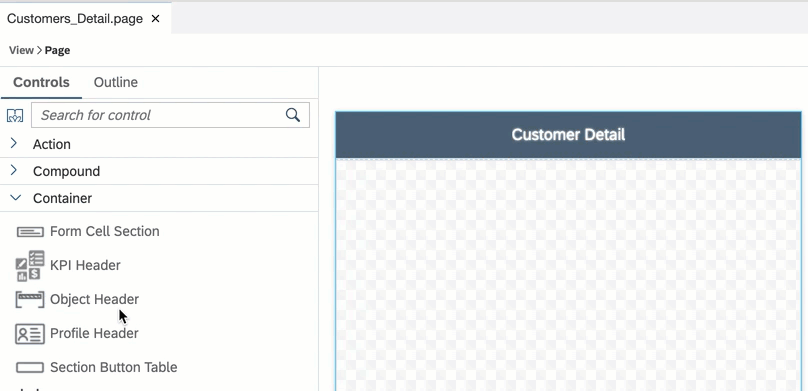 Customers_Detail.page ×
View > Page
Controls Outline
Search for control
Action
Customer Detail
Compound
Container
Form Cell Section
KPI Header
Object Header
Profile Header
Section Button Table